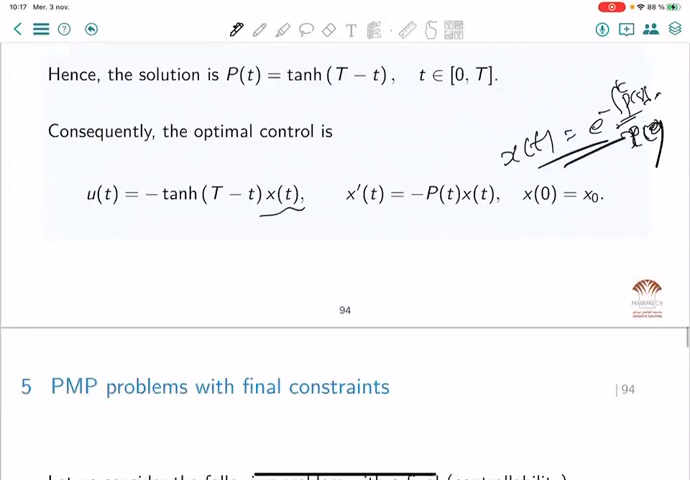 10:17 Mer. 3 nov.
88 %
Hence, the solution is P(t) = tanh (T − t), t ∈ [0, T].
Consequently, the optimal control is
x(t) = e
u(t) = − tanh (T − t) x(t), x′(t) = −P(t)x(t), x(0) = x₀.
94
5 PMP problems with final constraints
| 94